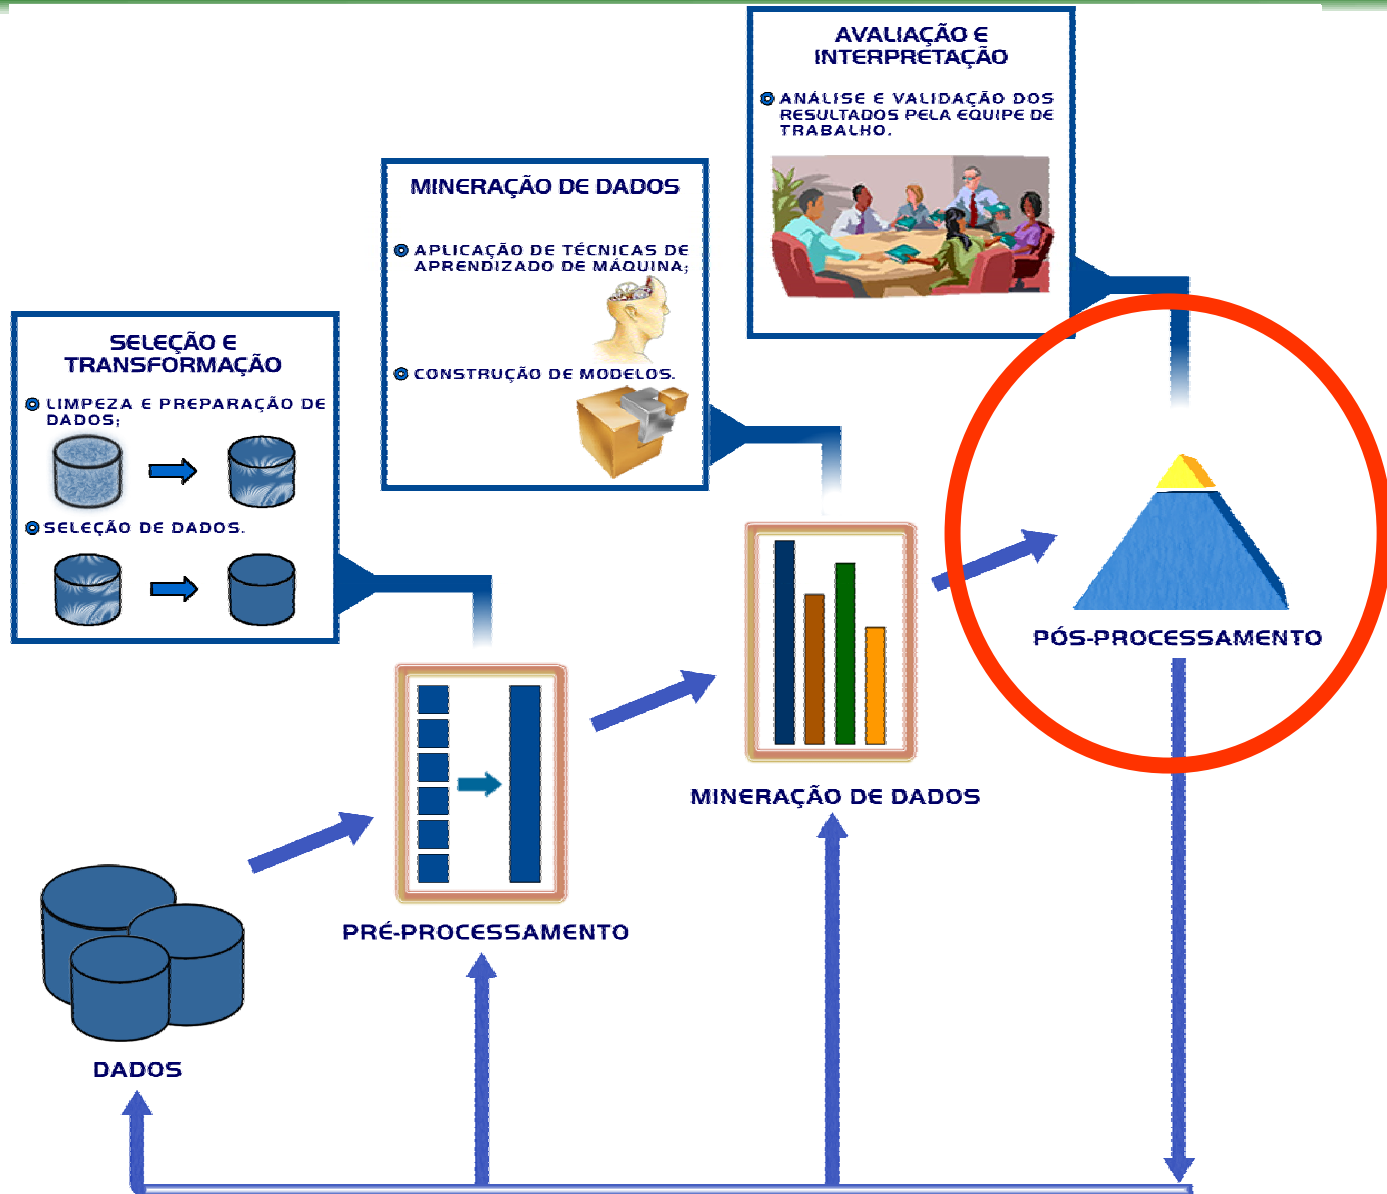 AVALIAÇÃO E
INTERPRETAÇÃO
ANÁLISE E VALIDAÇÃO DOS
RESULTADOS PELA EQUIPE DE
TRABALHO.
MINERAÇÃO DE DADOS
APLICAÇÃO DE TÉCNICAS DE
APRENDIZADO DE MÁQUINA;
CONSTRUÇÃO DE MODELOS.
SELEÇÃO E
TRANSFORMAÇÃO
LIMPEZA E PREPARAÇÃO DE
DADOS;
SELEÇÃO DE DADOS.
PÓS-PROCESSAMENTO
MINERAÇÃO DE DADOS
PRÉ-PROCESSAMENTO
DADOS